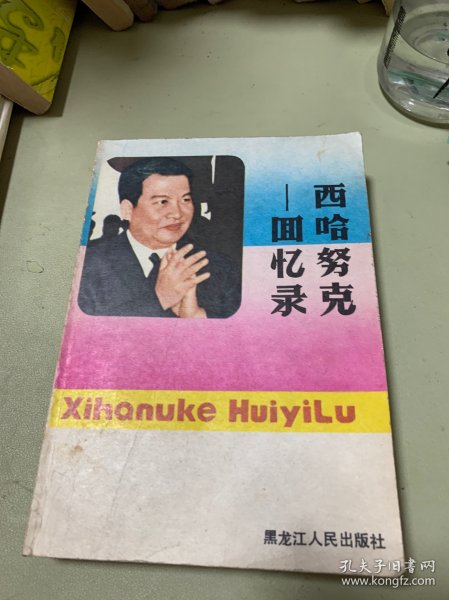 西哈努克
—回忆录
Xihanuke HuiyiLu
黑龙江人民出版社
孔夫子旧书网
www.kongfz.com